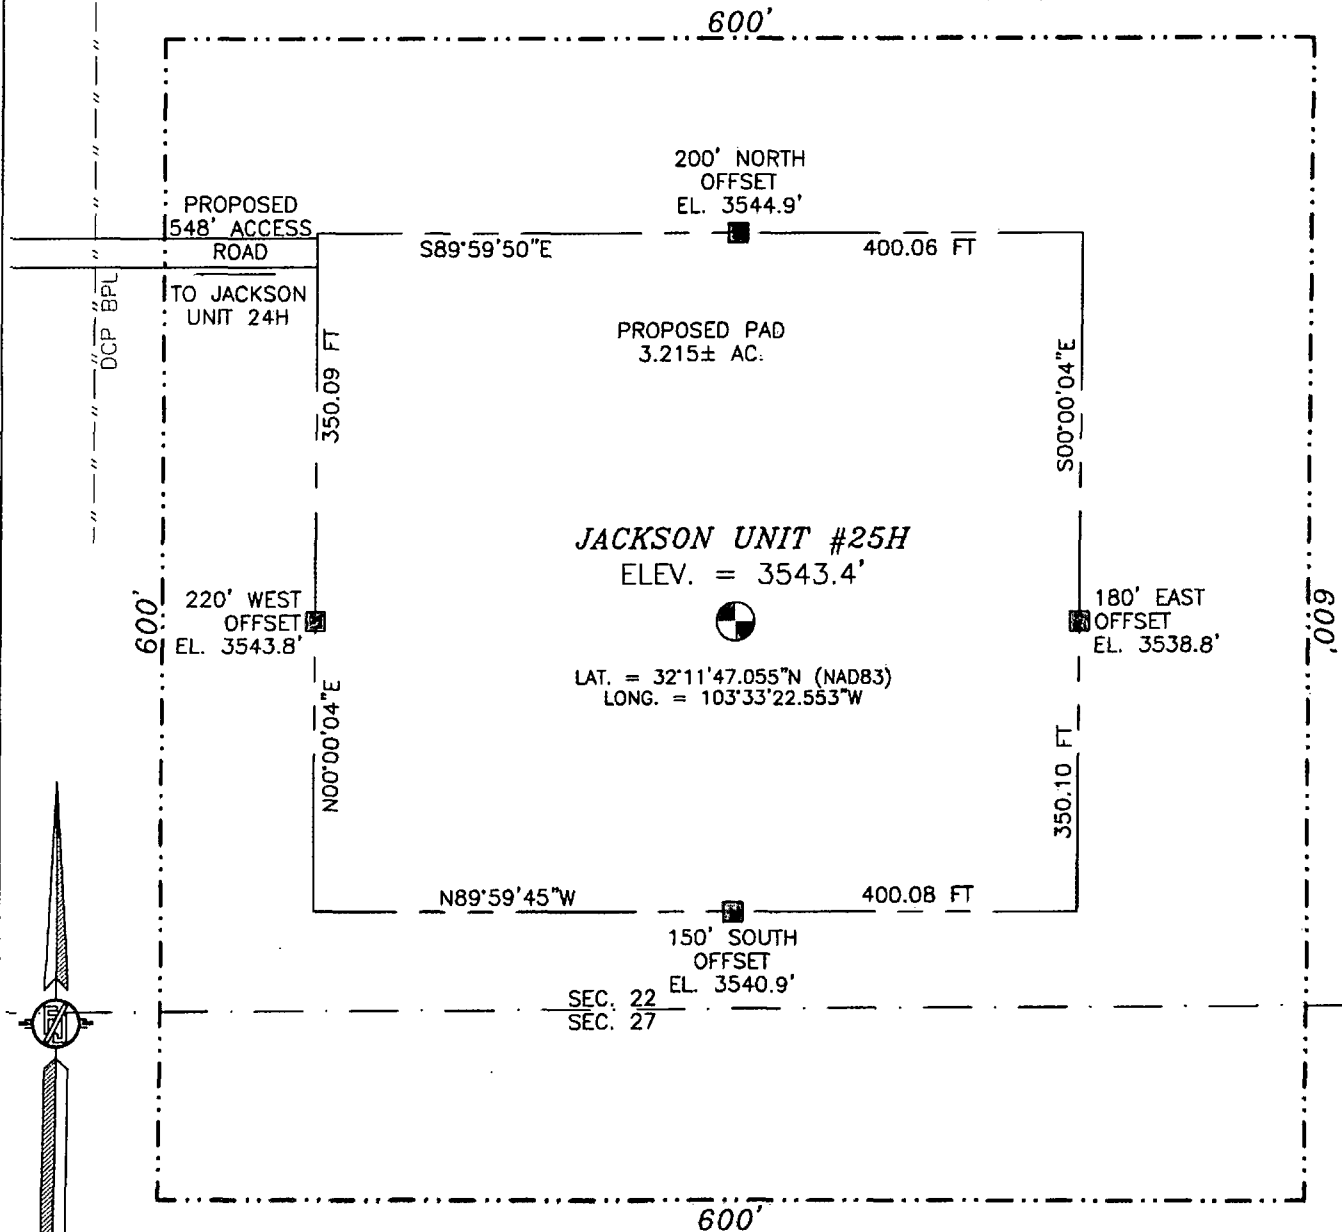 600'
200' NORTH
OFFSET
EL. 3544.9'
PROPOSED
548' ACCESS
ROAD
TO JACKSON
UNIT 24H
S89°59'50"E
400.06 FT
DCP BPL
350.09 FT
PROPOSED PAD
3.215± AC.
S00°00'04"E
JACKSON UNIT #25H
ELEV. = 3543.4'
600'
220' WEST
OFFSET
EL. 3543.8'
180' EAST
OFFSET
EL. 3538.8'
600'
LAT. = 32°11'47.055"N (NAD83)
LONG. = 103°33'22.553"W
N00°00'04"E
350.10 FT
N89°59'45"W
400.08 FT
150' SOUTH
OFFSET
EL. 3540.9'
SEC. 22
SEC. 27
600'